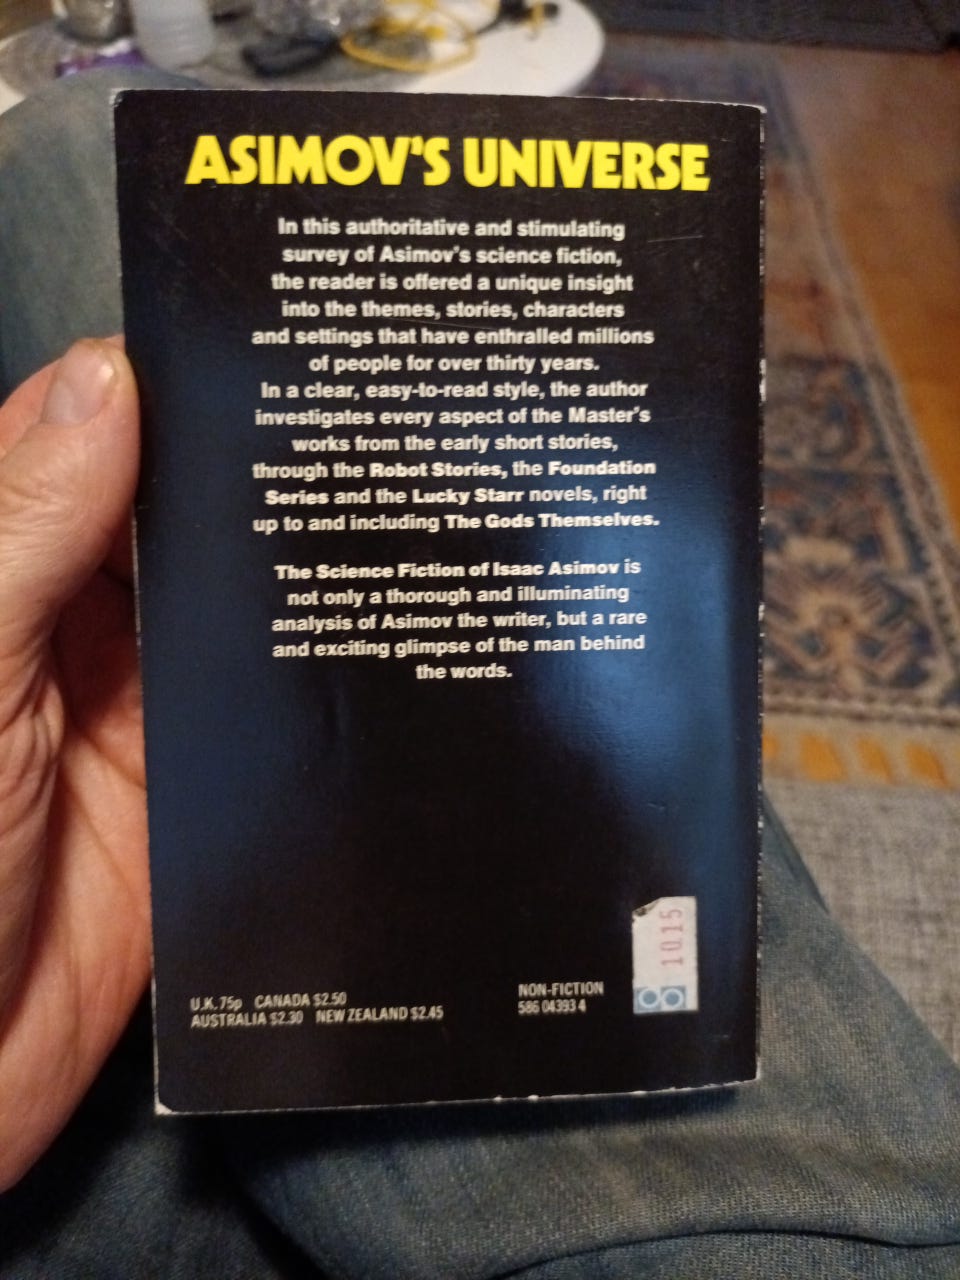 ASIMOV'S UNIVERSE
In this authoritative and stimulating
survey of Asimov's science fiction,
the reader is offered a unique insight
into the themes, stories, characters
and settings that have enthralled millions
of people for over thirty years.
In a clear, easy-to-read style, the author
investigates every aspect of the Master's
works from the early short stories,
through the Robot Stories, the Foundation
Series and the Lucky Starr novels, right
up to and including The Gods Themselves.
The Science Fiction of Isaac Asimov is
not only a thorough and illuminating
analysis of Asimov the writer, but a rare
and exciting glimpse of the man behind
the words.
U.K. 75p CANADA $2.50
AUSTRALIA $2.30 NEW ZEALAND $2.45
NON-FICTION
586 04393 4
10.15